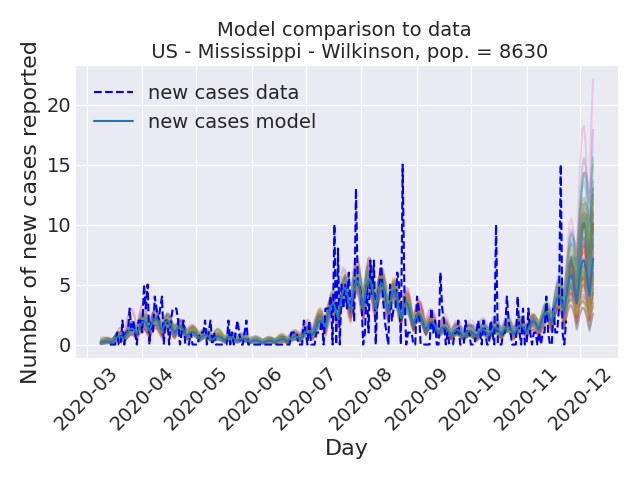 Model comparison to data
US - Mississippi - Wilkinson, pop. = 8630
Number of new cases reported
20
15
10
5
0
new cases data
new cases model
2020-03
2020-04
2020-05
2020-06
2020-07
2020-08
2020-09
2020-10
2020-11
2020-12
Day